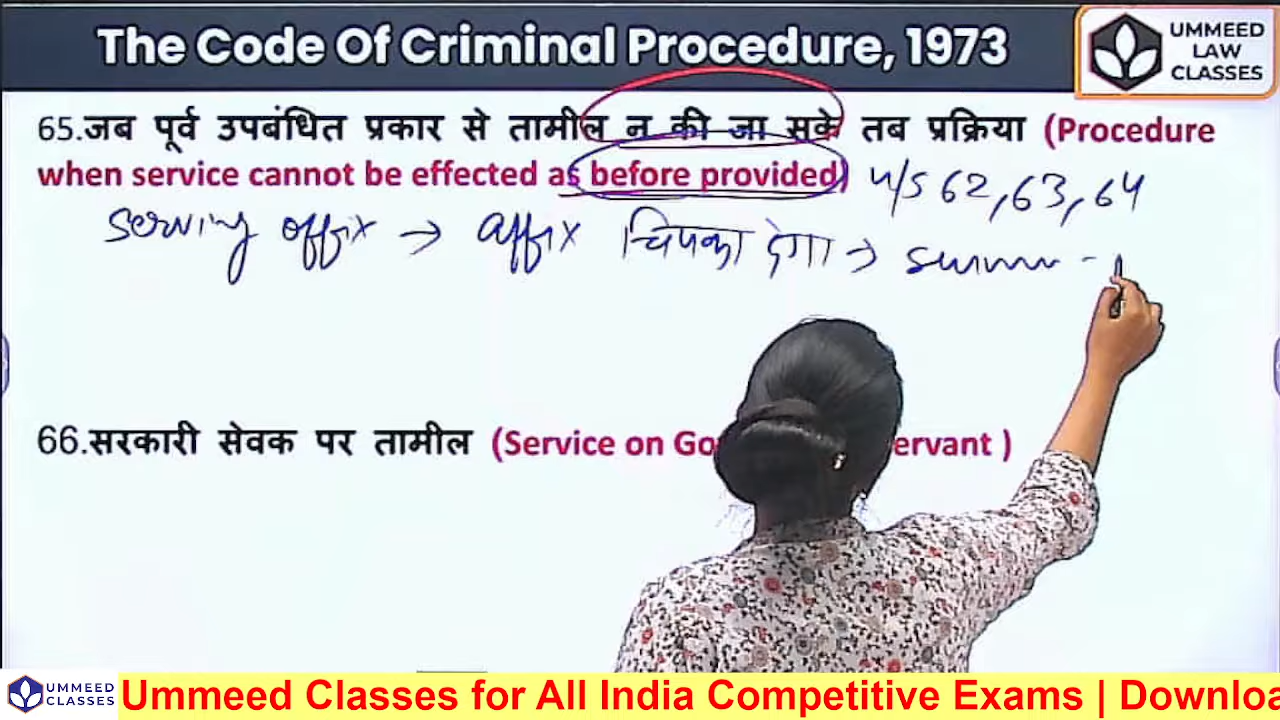 The Code Of Criminal Procedure, 1973
UMMEED
LAW
CLASSES
65.जब पूर्व उपबंधित प्रकार से तामील न की जा सके तब प्रक्रिया (Procedure
when service cannot be effected as before provided) u/s 62, 63, 64
serving offix → affix चिपका देगा → summ
66.सरकारी सेवक पर तामील (Service on Go ervant )
UMMEED
CLASSES
Ummeed Classes for All India Competitive Exams | Downloa